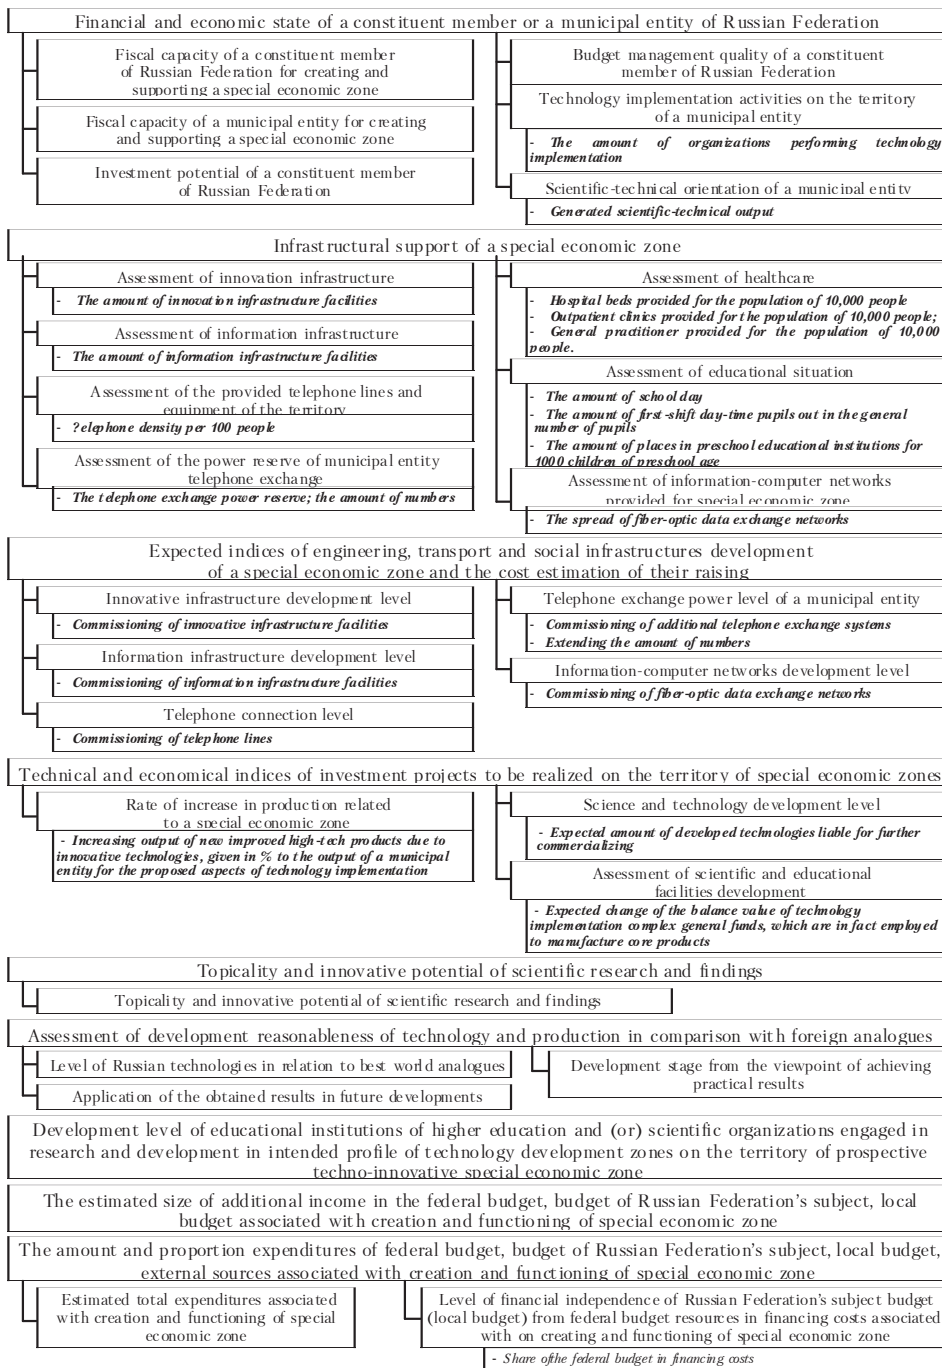 Financial and economic state of a constituent member or a municipal entity of Russian Federation
Fiscal capacity of a constituent member
of Russian Federation for creating and
supporting a special economic zone
Fiscal capacity of a municipal entity for creating
and supporting a special economic zone
Investment potential of a constituent member
of Russian Federation
Budget management quality of a constituent
member of Russian Federation
Technology implementation activities on the territory
of a municipal entity
- The amount of organizations performing technology
implementation
Scientific-technical orientation of a municipal entity
- Generated scientific-technical output
Infrastructural support of a special economic zone
Assessment of innovation infrastructure
- The amount of innovation infrastructure facilities
Assessment of information infrastructure
- The amount of information infrastructure facilities
Assessment of the provided telephone lines and
equipment of the territory
- ?elephone density per 100 people
Assessment of the power reserve of municipal entity
telephone exchange
- The telephone exchange power reserve; the amount of numbers
Assessment of healthcare
- Hospital beds provided for the population of 10,000 people
- Outpatient clinics provided for the population of 10,000 people;
- General practitioner provided for the population of 10,000
people.
Assessment of educational situation
- The amount of school day
- The amount of first-shift day-time pupils out in the general
number of pupils
- The amount of places in preschool educational institutions for
1000 children of preschool age
Assessment of information-computer networks
provided for special economic zone
- The spread of fiber-optic data exchange networks
Expected indices of engineering, transport and social infrastructures development
of a special economic zone and the cost estimation of their raising
Innovative infrastructure development level
- Commissioning of innovative infrastructure facilities
Information infrastructure development level
- Commissioning of information infrastructure facilities
Telephone connection level
- Commissioning of telephone lines
Telephone exchange power level of a municipal entity
- Commissioning of additional telephone exchange systems
- Extending the amount of numbers
Information-computer networks development level
- Commissioning of fiber-optic data exchange networks
Technical and economical indices of investment projects to be realized on the territory of special economic zones
Rate of increase in production related
to a special economic zone
- Increasing output of new improved high-tech products due to
innovative technologies, given in % to the output of a municipal
entity for the proposed aspects of technology implementation
Science and technology development level
- Expected amount of developed technologies liable for further
commercializing
Assessment of scientific and educational
facilities development
- Expected change of the balance value of technology
implementation complex general funds, which are in fact employed
to manufacture core products
Topicality and innovative potential of scientific research and findings
Topicality and innovative potential of scientific research and findings
Assessment of development reasonableness of technology and production in comparison with foreign analogues
Level of Russian technologies in relation to best world analogues
Application of the obtained results in future developments
Development stage from the viewpoint of achieving
practical results
Development level of educational institutions of higher education and (or) scientific organizations engaged in
research and development in intended profile of technology development zones on the territory of prospective
techno-innovative special economic zone
The estimated size of additional income in the federal budget, budget of Russian Federation's subject, local
budget associated with creation and functioning of special economic zone
The amount and proportion expenditures of federal budget, budget of Russian Federation's subject, local budget,
external sources associated with creation and functioning of special economic zone
Estimated total expenditures associated
with creation and functioning of special
economic zone
Level of financial independence of Russian Federation's subject budget
(local budget) from federal budget resources in financing costs associated
with on creating and functioning of special economic zone
- Share ofthe federal budget in financing costs